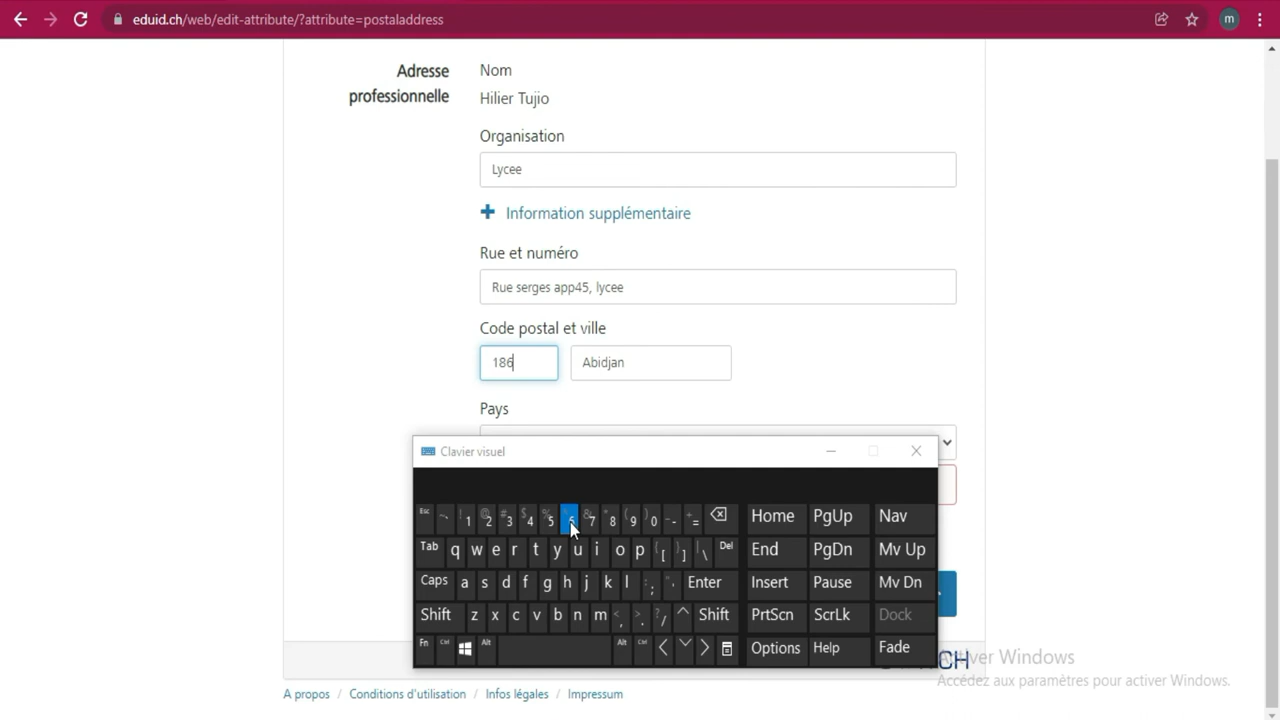 eduid.ch/web/edit-attribute/?attribute=postaladdress
m
Adresse professionnelle
Nom
Hilier Tujio
Organisation
Lycee
+ Information supplémentaire
Rue et numéro
Rue serges app45, lycee
Code postal et ville
186 Abidjan
Pays
Clavier visuel
Esc ~ ` ! 1 @ 2 # 3 $ 4 % 5 ^ 6 & 7 * 8 ( 9 ) 0 _ - + = Home PgUp Nav
Tab q w e r t y u i o p { [ } ] | \ Del End PgDn Mv Up
Caps a s d f g h j k l : ; " ' Enter Insert Pause Mv Dn
Shift z x c v b n m < , > . ? / ^ Shift PrtScn ScrLk Dock
Fn Ctrl Alt Alt Ctrl Options Help Fade
CH
Activer Windows
Accédez aux paramètres pour activer Windows.
A propos / Conditions d'utilisation / Infos légales / Impressum